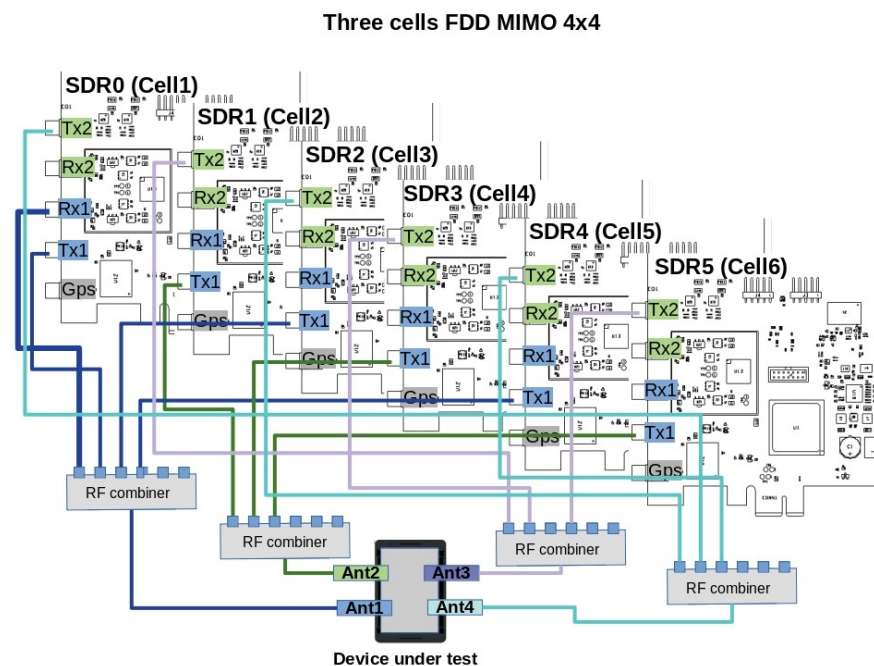 Three cells FDD MIMO 4x4
SDR0 (Cell1)
Tx2
Rx2
Rx1
Tx1
Gps
SDR1 (Cell2)
Tx2
Rx2
Rx1
Tx1
Gps
SDR2 (Cell3)
Tx2
Rx2
Rx1
Tx1
Gps
SDR3 (Cell4)
Tx2
Rx2
Rx1
Tx1
Gps
SDR4 (Cell5)
Tx2
Rx2
Rx1
Tx1
Gps
SDR5 (Cell6)
Tx2
Rx2
Rx1
Tx1
Gps
RF combiner
RF combiner
RF combiner
RF combiner
Ant2
Ant3
Ant1
Ant4
Device under test